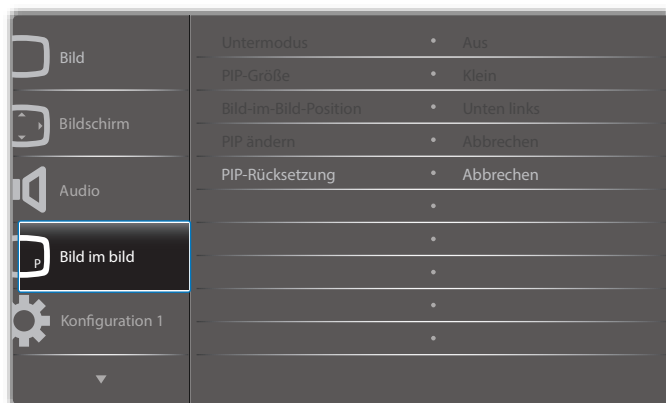 Bild
Bildschirm
Audio
P
Bild im bild
Konfiguration 1
Untermodus • Aus
PIP-Größe • Klein
Bild-im-Bild-Position • Unten links
PIP ändern • Abbrechen
PIP-Rücksetzung • Abbrechen
•
•
•
•
•